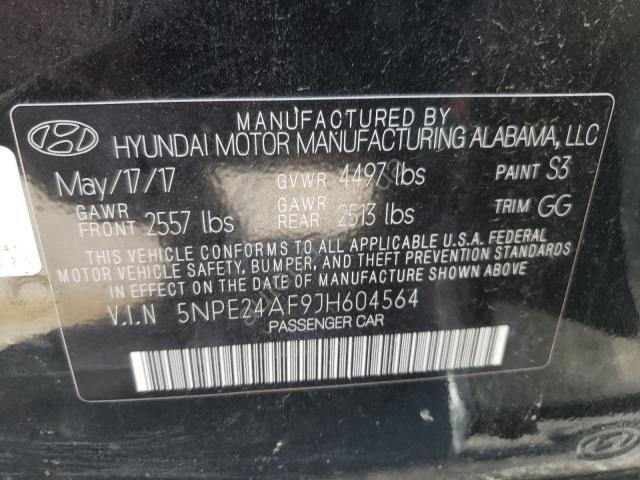 MANUFACTURED BY
HYUNDAI MOTOR MANUFACTURING ALABAMA, LLC
May/17/17 GVWR 4497 lbs PAINT S3
GAWR FRONT 2557 lbs GAWR REAR 2513 lbs TRIM GG
THIS VEHICLE CONFORMS TO ALL APPLICABLE U.S.A. FEDERAL
MOTOR VEHICLE SAFETY, BUMPER, AND THEFT PREVENTION STANDARDS
IN EFFECT ON THE DATE OF MANUFACTURE SHOWN ABOVE.
V.I.N 5NPE24AF9JH604564
PASSENGER CAR